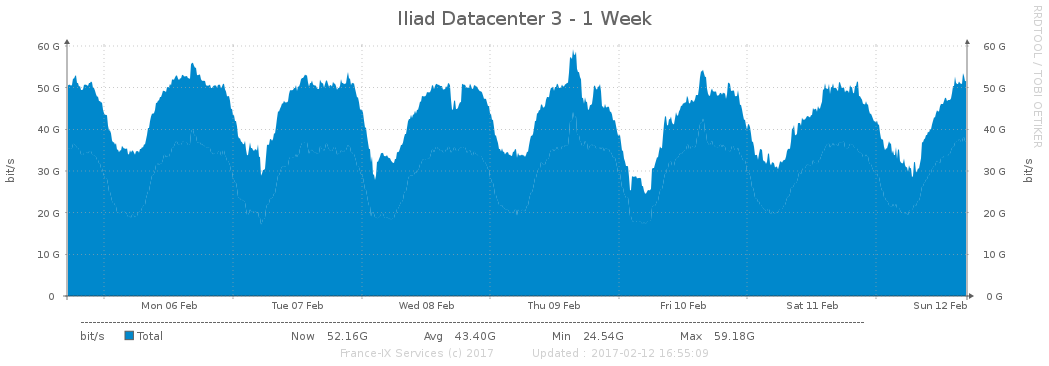 Iliad Datacenter 3 - 1 Week
RRDTOOL / TOBI OETIKER
60 G 60 G
50 G 50 G
40 G 40 G
30 G 30 G
20 G 20 G
10 G 10 G
0 0 G
bit/s bit/s
Mon 06 Feb Tue 07 Feb Wed 08 Feb Thu 09 Feb Fri 10 Feb Sat 11 Feb Sun 12 Feb
bit/s Total Now 52.16G Avg 43.40G Min 24.54G Max 59.18G
France-IX Services (c) 2017 Updated : 2017-02-12 16:55:09